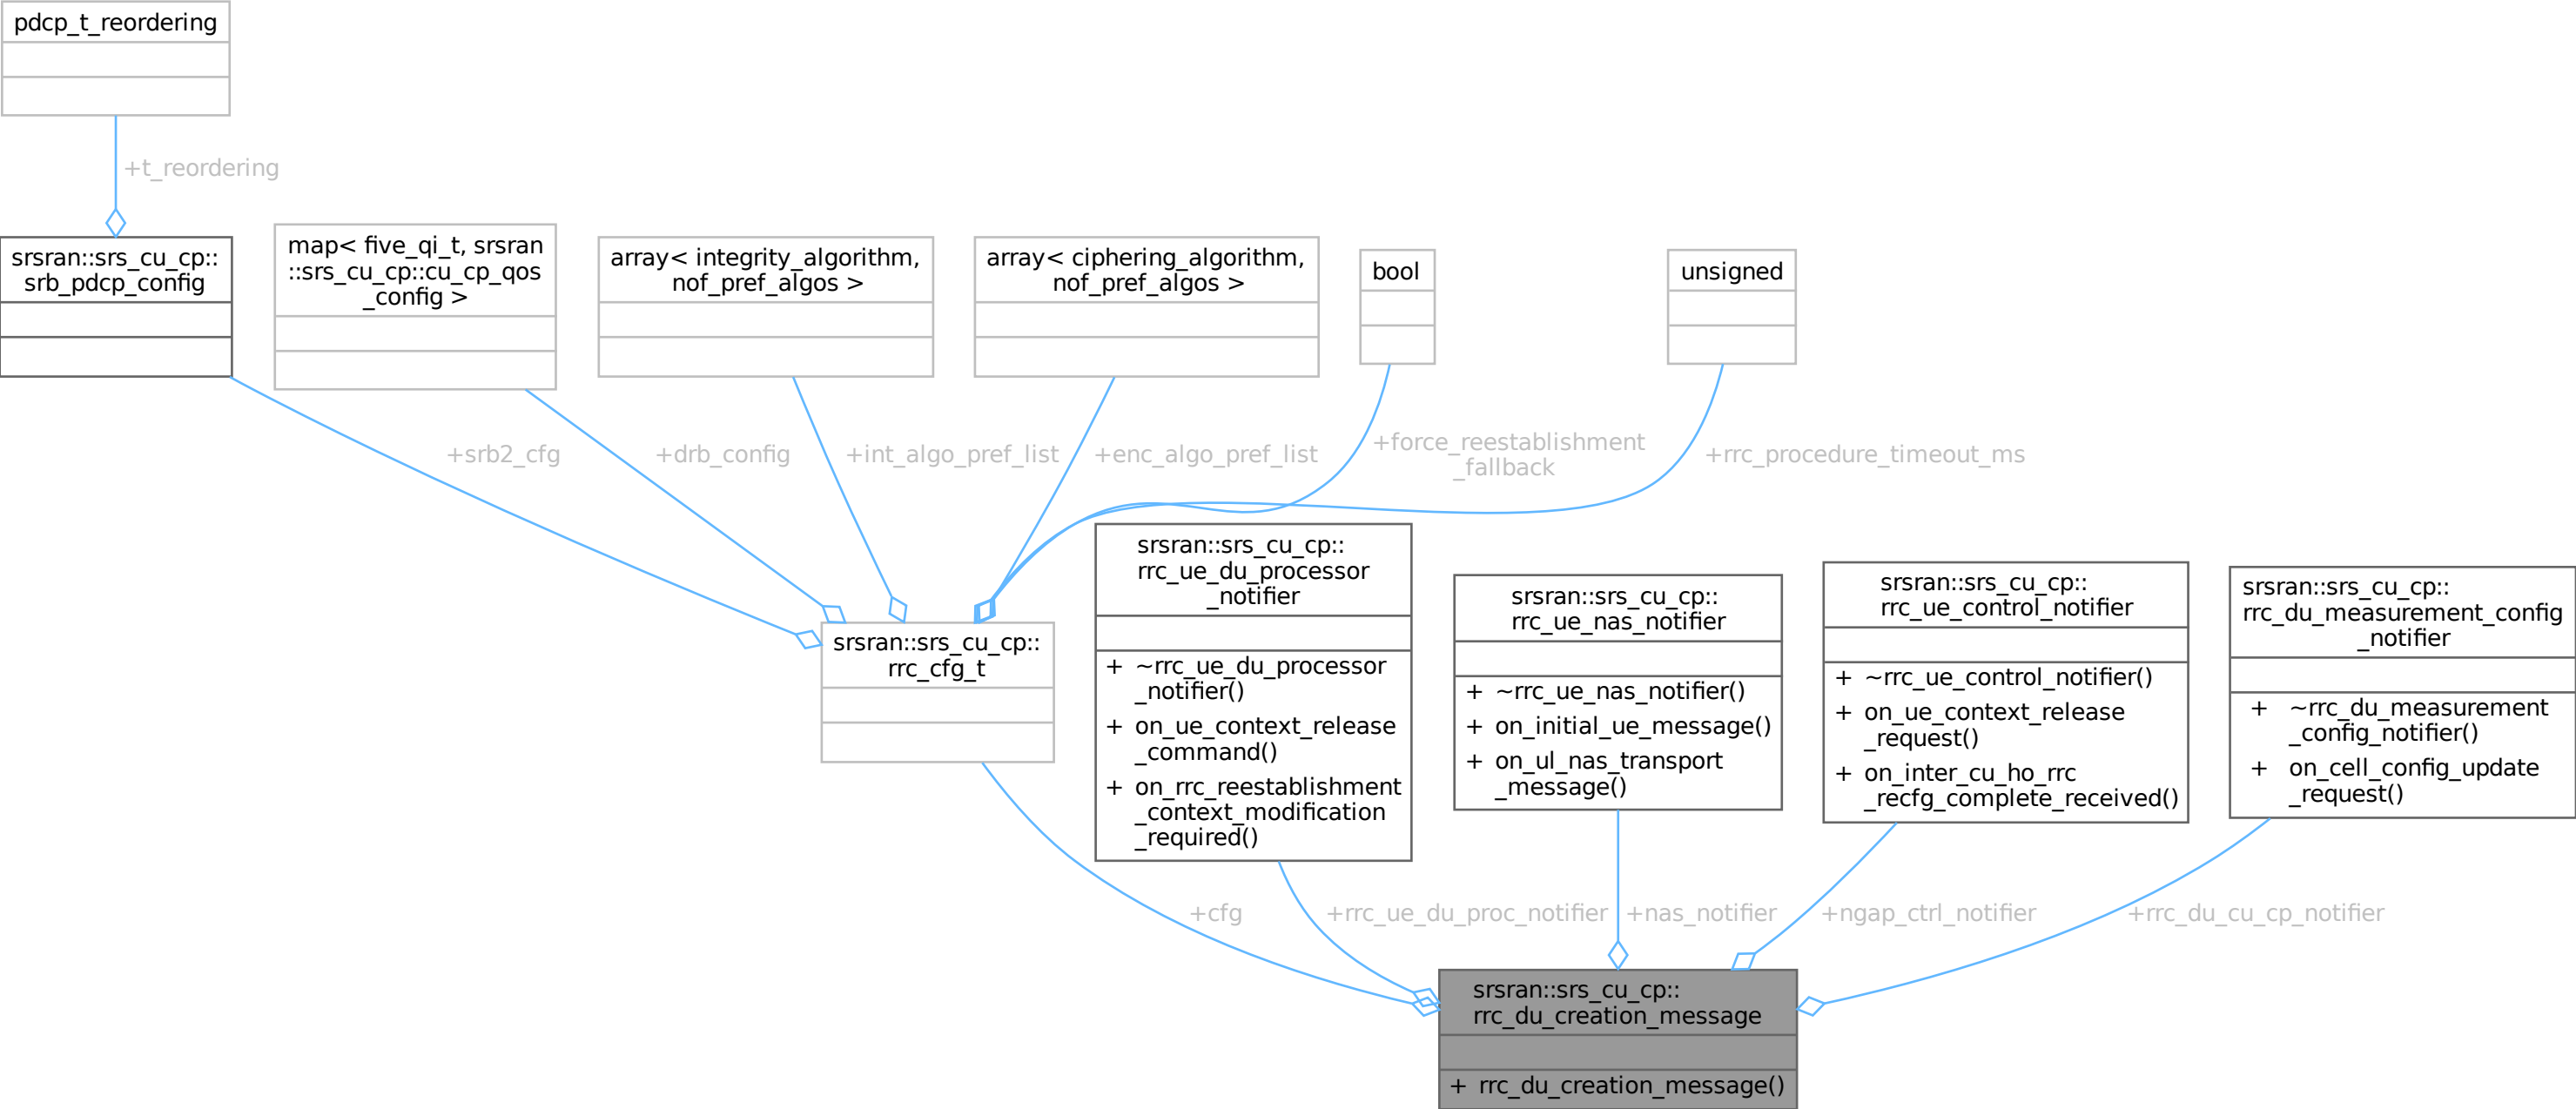 pdcp_t_reordering
+t_reordering
srsran::srs_cu_cp::
srb_pdcp_config
map< five_qi_t, srsran
::srs_cu_cp::cu_cp_qos
_config >
array< integrity_algorithm,
nof_pref_algos >
array< ciphering_algorithm,
nof_pref_algos >
bool
unsigned
+srb2_cfg
+drb_config
+int_algo_pref_list
+enc_algo_pref_list
+force_reestablishment
_fallback
+rrc_procedure_timeout_ms
srsran::srs_cu_cp::
rrc_cfg_t
srsran::srs_cu_cp::
rrc_ue_du_processor
_notifier
+ ~rrc_ue_du_processor
_notifier()
+ on_ue_context_release
_command()
+ on_rrc_reestablishment
_context_modification
_required()
srsran::srs_cu_cp::
rrc_ue_nas_notifier
+ ~rrc_ue_nas_notifier()
+ on_initial_ue_message()
+ on_ul_nas_transport
_message()
srsran::srs_cu_cp::
rrc_ue_control_notifier
+ ~rrc_ue_control_notifier()
+ on_ue_context_release
_request()
+ on_inter_cu_ho_rrc
_recfg_complete_received()
srsran::srs_cu_cp::
rrc_du_measurement_config
_notifier
+ ~rrc_du_measurement
_config_notifier()
+ on_cell_config_update
_request()
+cfg
+rrc_ue_du_proc_notifier
+nas_notifier
+ngap_ctrl_notifier
+rrc_du_cu_cp_notifier
srsran::srs_cu_cp::
rrc_du_creation_message
+ rrc_du_creation_message()